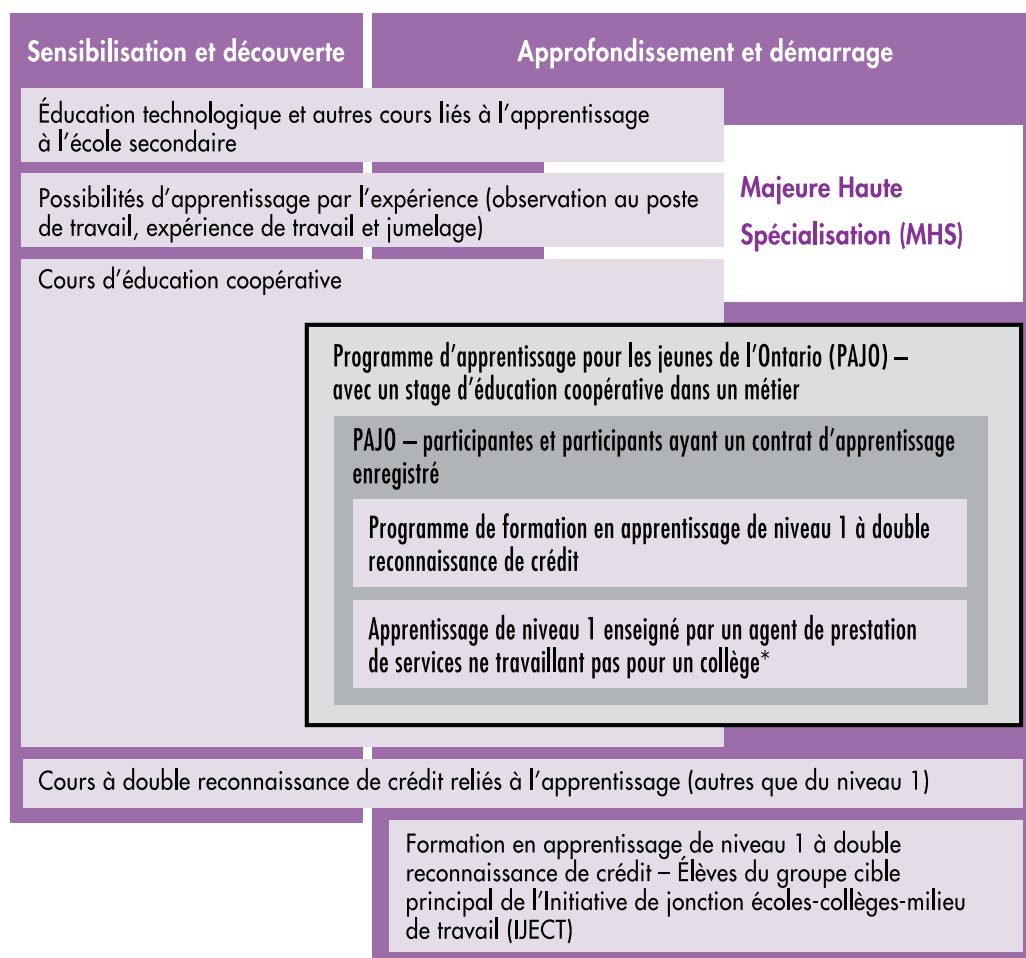 Sensibilisation et découverte
Approfondissement et démarrage
Éducation technologique et autres cours liés à l'apprentissage
à l'école secondaire
Possibilités d'apprentissage par l'expérience (observation au poste
de travail, expérience de travail et jumelage)
Majeure Haute
Spécialisation (MHS)
Cours d'éducation coopérative
Programme d'apprentissage pour les jeunes de l'Ontario (PAJO) –
avec un stage d'éducation coopérative dans un métier
PAJO – participantes et participants ayant un contrat d'apprentissage
enregistré
Programme de formation en apprentissage de niveau 1 à double
reconnaissance de crédit
Apprentissage de niveau 1 enseigné par un agent de prestation
de services ne travaillant pas pour un collège*
Cours à double reconnaissance de crédit reliés à l'apprentissage (autres que du niveau 1)
Formation en apprentissage de niveau 1 à double
reconnaissance de crédit – Élèves du groupe cible
principal de l'Initiative de jonction écoles-collèges-milieu
de travail (IJECT)